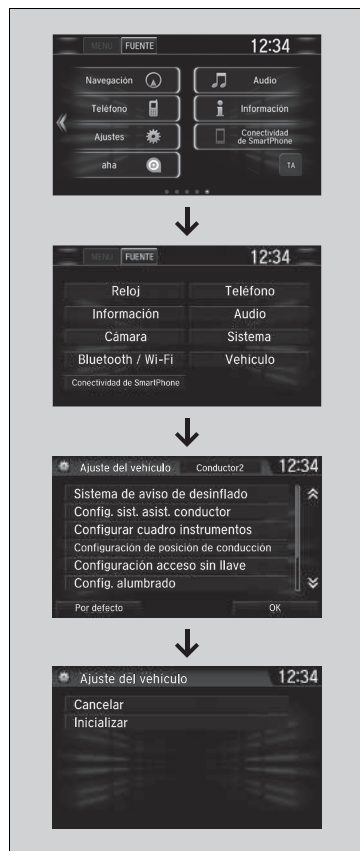 MENU FUENTE 12:34
Navegación Audio
Teléfono Información
Ajustes Conectividad de SmartPhone
aha TA
MENU FUENTE 12:34
Reloj Teléfono
Información Audio
Cámara Sistema
Bluetooth / Wi-Fi Vehículo
Conectividad de SmartPhone
Ajuste del vehículo Conductor2 12:34
Sistema de aviso de desinflado
Config. sist. asist. conductor
Configurar cuadro instrumentos
Configuración de posición de conducción
Configuración acceso sin llave
Config. alumbrado
Por defecto OK
Ajuste del vehículo 12:34
Cancelar
Inicializar